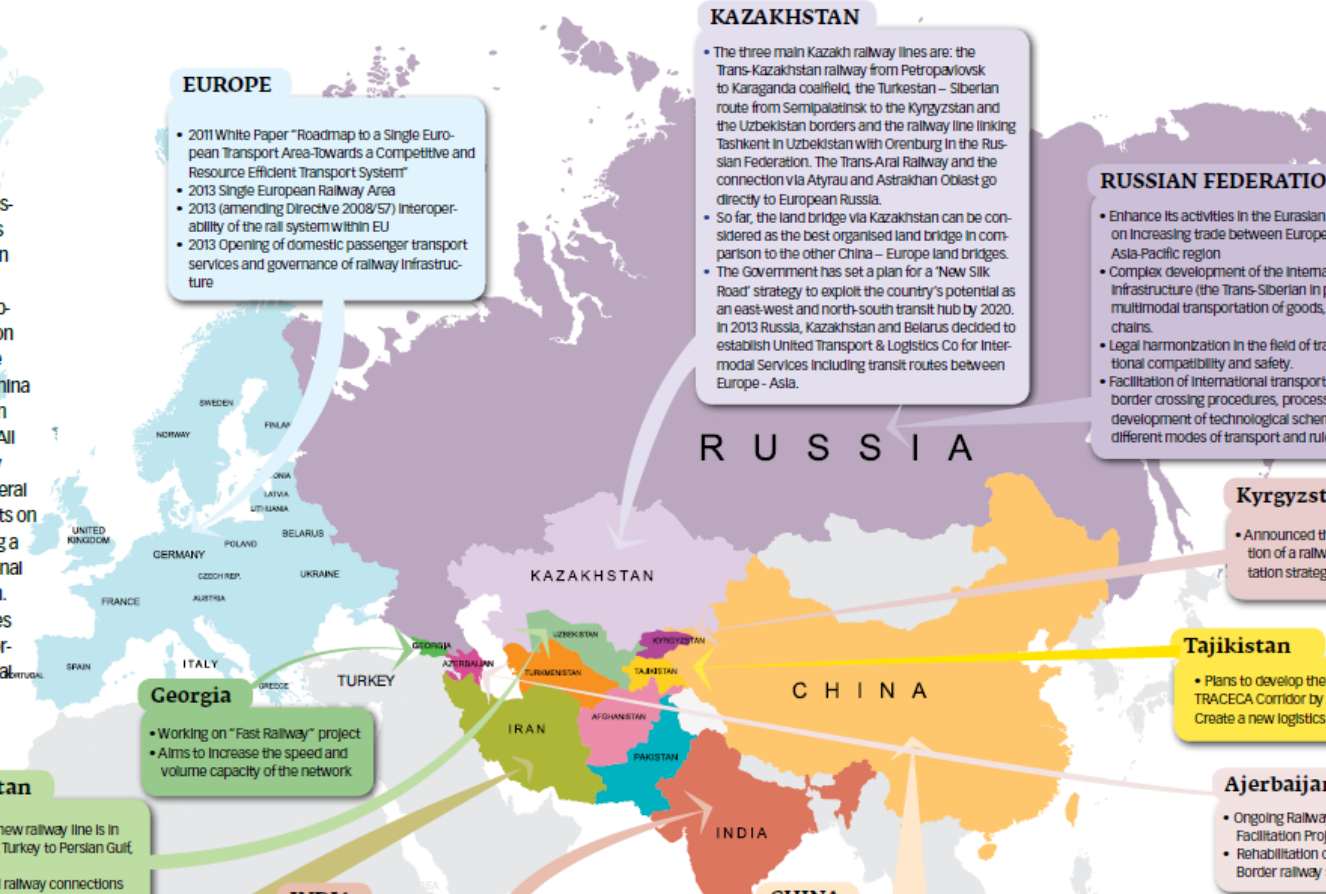 s-
s
n
o-
on
e
hina
n
All
y
eral
ts on
g a
nal
n.
es
or-
al
EUROPE
• 2011 White Paper "Roadmap to a Single Euro-
pean Transport Area-Towards a Competitive and
Resource Efficient Transport System"
• 2013 Single European Railway Area
• 2013 (amending Directive 2008/57) Interoper-
ability of the rail system within EU
• 2013 Opening of domestic passenger transport
services and governance of railway infrastruc-
ture
KAZAKHSTAN
• The three main Kazakh railway lines are: the
Trans-Kazakhstan railway from Petropavlovsk
to Karaganda coalfield, the Turkestan – Siberian
route from Semipalatinsk to the Kyrgyzstan and
the Uzbekistan borders and the railway line linking
Tashkent in Uzbekistan with Orenburg in the Rus-
sian Federation. The Trans-Aral Railway and the
connection via Atyrau and Astrakhan Oblast go
directly to European Russia.
• So far, the land bridge via Kazakhstan can be con-
sidered as the best organised land bridge in com-
parison to the other China – Europe land bridges.
• The Government has set a plan for a 'New Silk
Road' strategy to exploit the country's potential as
an east-west and north-south transit hub by 2020.
In 2013 Russia, Kazakhstan and Belarus decided to
establish United Transport & Logistics Co for Inter-
modal Services including transit routes between
Europe - Asia.
RUSSIAN FEDERATIO
• Enhance its activities in the Eurasian
on increasing trade between Europe
Asia-Pacific region
• Complex development of the Interna
infrastructure (the Trans-Siberian in p
multimodal transportation of goods,
chains.
• Legal harmonization in the field of tra
tional compatibility and safety.
• Facilitation of international transport
border crossing procedures, process
development of technological schem
different modes of transport and rule
SWEDEN
NORWAY
FINLAN
ONIA
LATVIA
LITHUANIA
UNITED
KINGDOM
BELARUS
POLAND
GERMANY
CZECH REP.
UKRAINE
AUSTRIA
FRANCE
SPAIN
PORTUGAL
ITALY
GREECE
TURKEY
RUSSIA
KAZAKHSTAN
GEORGIA
AZERBAIJAN
UZBEKISTAN
TURKMENISTAN
KYRGYZSTAN
TAJIKISTAN
AFGHANISTAN
IRAN
PAKISTAN
INDIA
CHINA
Kyrgyzst
• Announced th
tion of a railw
tation strateg
Tajikistan
• Plans to develop the
TRACECA Corridor by
Create a new logistics
Ajerbaijan
• Ongoing Railway
Facilitation Proj
• Rehabilitation o
Border railway
Georgia
• Working on "Fast Railway" project
• Aims to increase the speed and
volume capacity of the network
tan
new railway line is in
Turkey to Persian Gulf,
railway connections
INDIA
CHINA